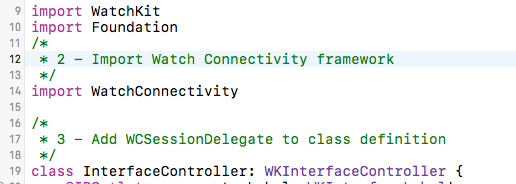 9 import WatchKit
10 import Foundation
11 /*
12 * 2 - Import Watch Connectivity framework
13 */
14 import WatchConnectivity
15
16 /*
17 * 3 - Add WCSessionDelegate to class definition
18 */
19 class InterfaceController: WKInterfaceController {